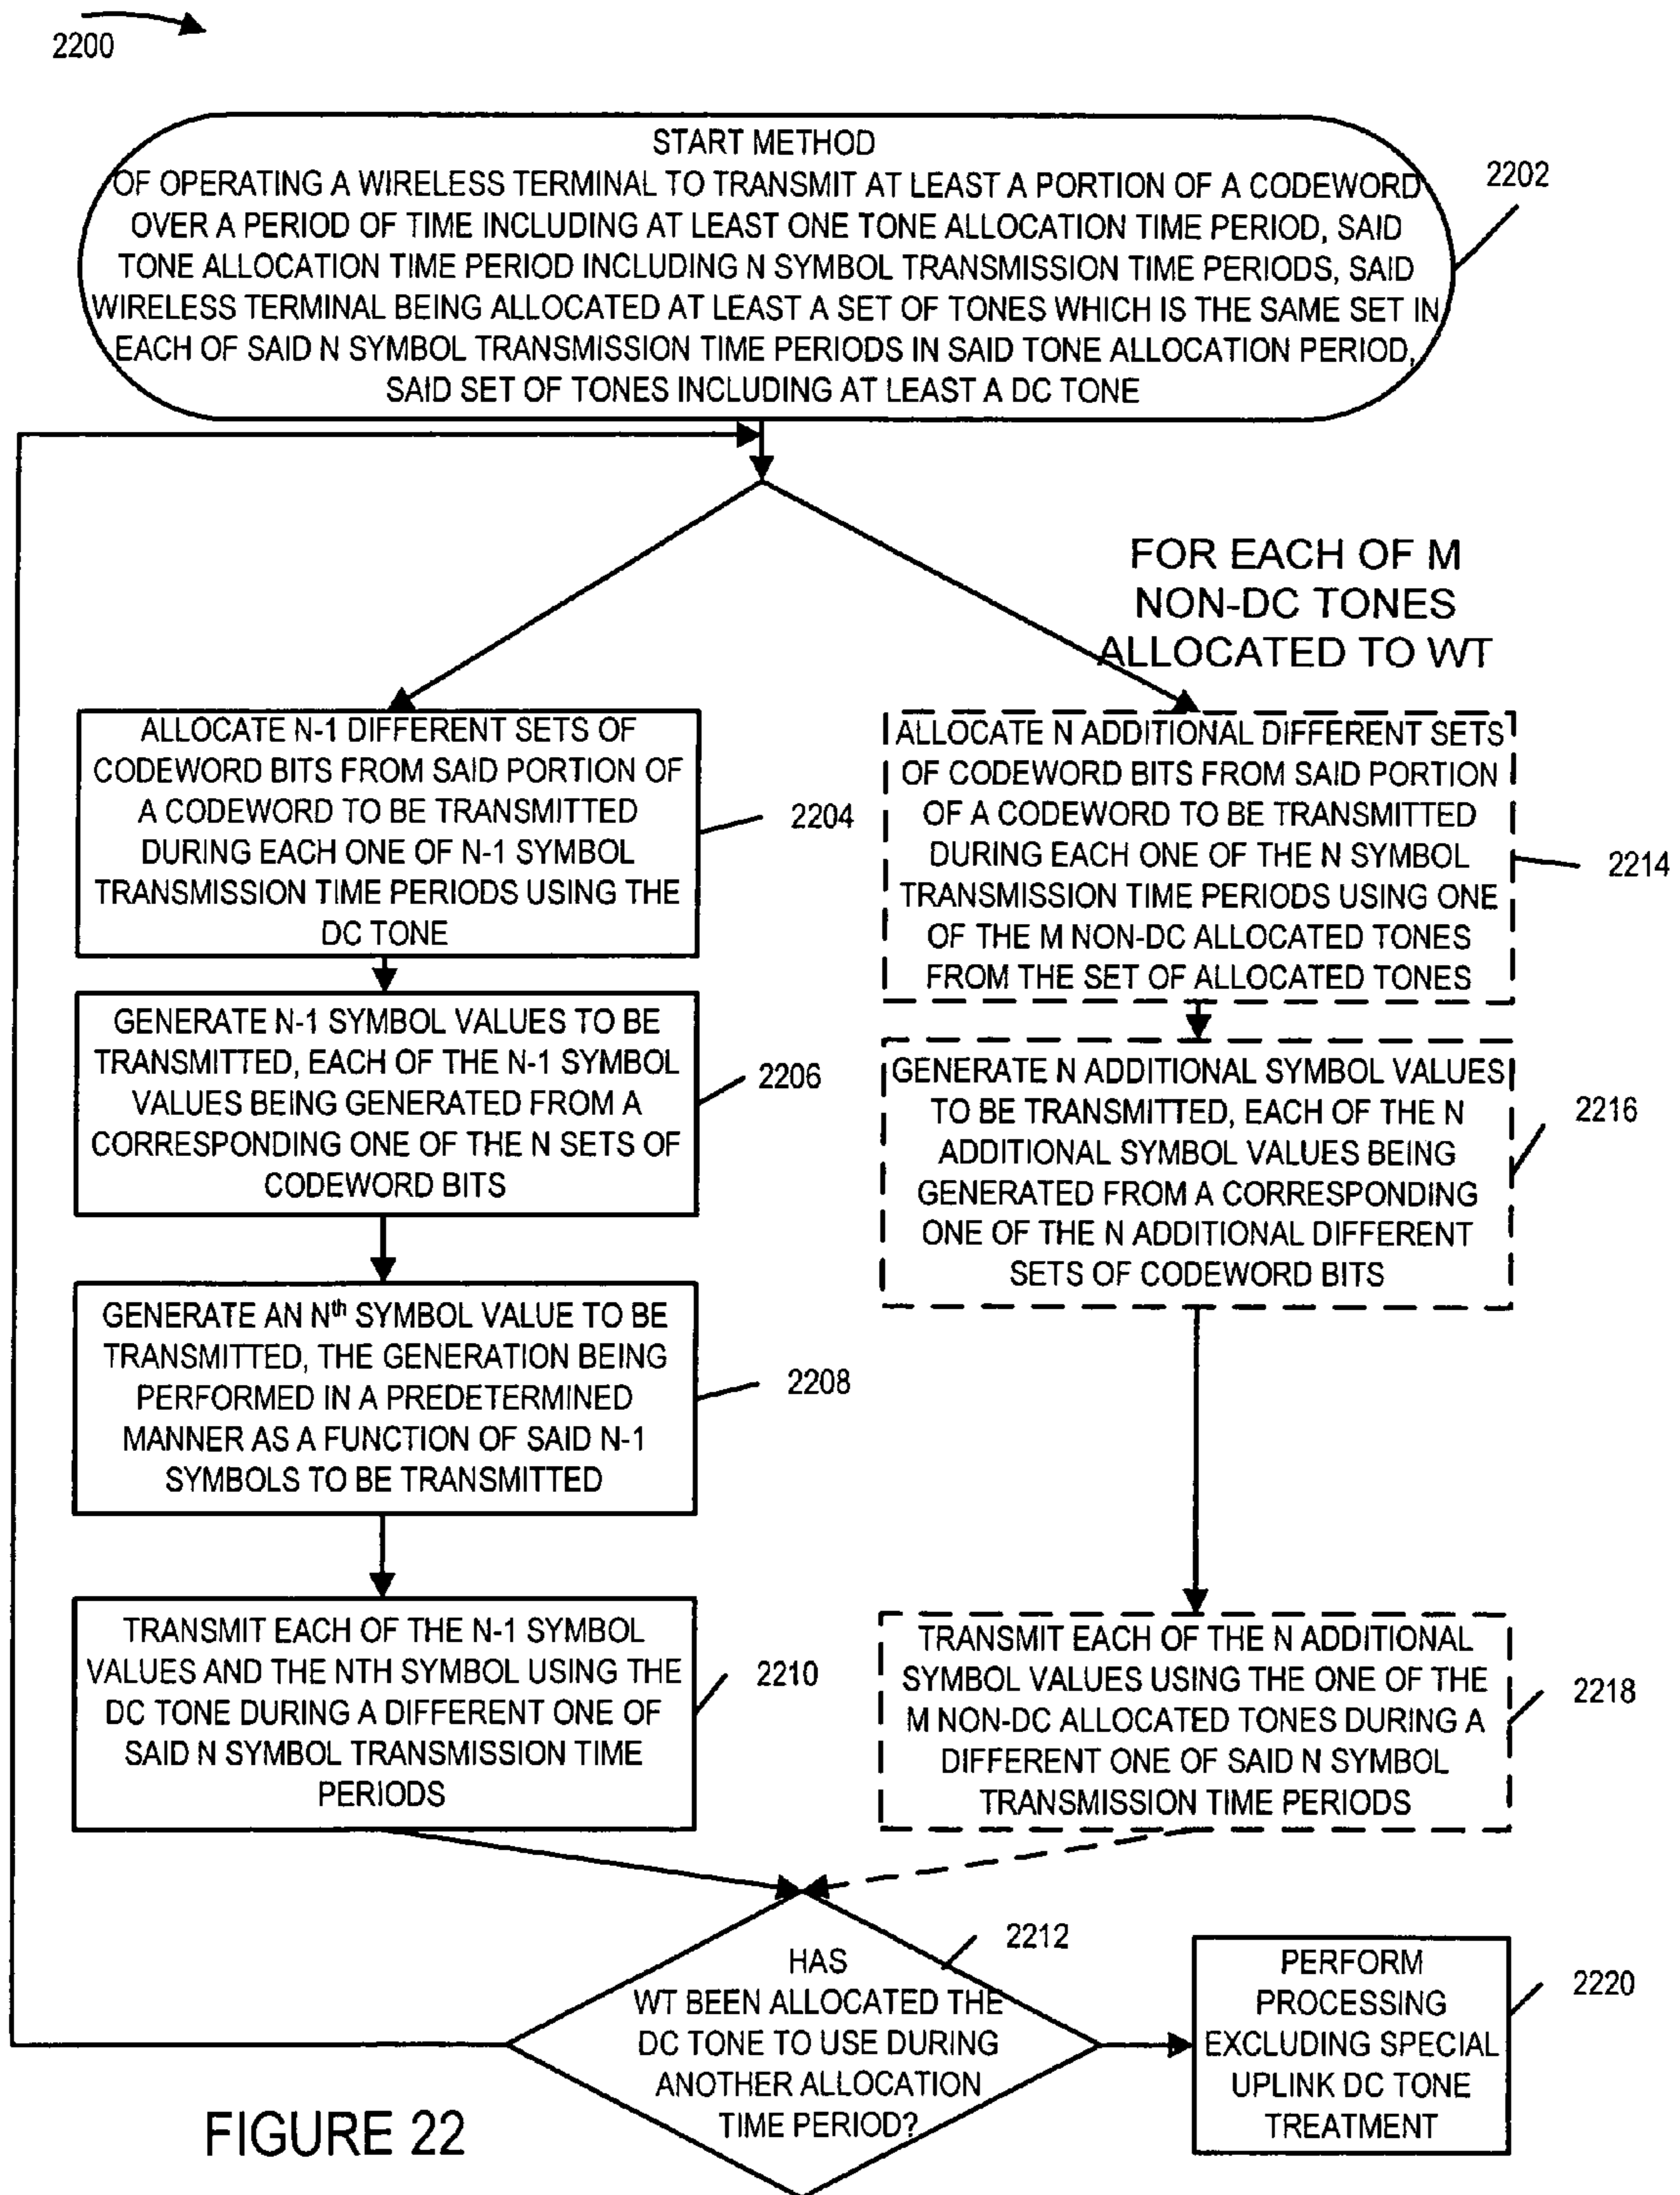 2200
START METHOD
OF OPERATING A WIRELESS TERMINAL TO TRANSMIT AT LEAST A PORTION OF A CODEWORD
OVER A PERIOD OF TIME INCLUDING AT LEAST ONE TONE ALLOCATION TIME PERIOD, SAID
TONE ALLOCATION TIME PERIOD INCLUDING N SYMBOL TRANSMISSION TIME PERIODS, SAID
WIRELESS TERMINAL BEING ALLOCATED AT LEAST A SET OF TONES WHICH IS THE SAME SET IN
EACH OF SAID N SYMBOL TRANSMISSION TIME PERIODS IN SAID TONE ALLOCATION PERIOD,
SAID SET OF TONES INCLUDING AT LEAST A DC TONE
2202
FOR EACH OF M
NON-DC TONES
ALLOCATED TO WT
ALLOCATE N-1 DIFFERENT SETS OF
CODEWORD BITS FROM SAID PORTION OF
A CODEWORD TO BE TRANSMITTED
DURING EACH ONE OF N-1 SYMBOL
TRANSMISSION TIME PERIODS USING THE
DC TONE
2204
GENERATE N-1 SYMBOL VALUES TO BE
TRANSMITTED, EACH OF THE N-1 SYMBOL
VALUES BEING GENERATED FROM A
CORRESPONDING ONE OF THE N SETS OF
CODEWORD BITS
2206
GENERATE AN Nth SYMBOL VALUE TO BE
TRANSMITTED, THE GENERATION BEING
PERFORMED IN A PREDETERMINED
MANNER AS A FUNCTION OF SAID N-1
SYMBOLS TO BE TRANSMITTED
2208
TRANSMIT EACH OF THE N-1 SYMBOL
VALUES AND THE NTH SYMBOL USING THE
DC TONE DURING A DIFFERENT ONE OF
SAID N SYMBOL TRANSMISSION TIME
PERIODS
2210
ALLOCATE N ADDITIONAL DIFFERENT SETS
OF CODEWORD BITS FROM SAID PORTION
OF A CODEWORD TO BE TRANSMITTED
DURING EACH ONE OF THE N SYMBOL
TRANSMISSION TIME PERIODS USING ONE
OF THE M NON-DC ALLOCATED TONES
FROM THE SET OF ALLOCATED TONES
2214
GENERATE N ADDITIONAL SYMBOL VALUES
TO BE TRANSMITTED, EACH OF THE N
ADDITIONAL SYMBOL VALUES BEING
GENERATED FROM A CORRESPONDING
ONE OF THE N ADDITIONAL DIFFERENT
SETS OF CODEWORD BITS
2216
TRANSMIT EACH OF THE N ADDITIONAL
SYMBOL VALUES USING THE ONE OF THE
M NON-DC ALLOCATED TONES DURING A
DIFFERENT ONE OF SAID N SYMBOL
TRANSMISSION TIME PERIODS
2218
HAS
WT BEEN ALLOCATED THE
DC TONE TO USE DURING
ANOTHER ALLOCATION
TIME PERIOD?
2212
PERFORM
PROCESSING
EXCLUDING SPECIAL
UPLINK DC TONE
TREATMENT
2220
FIGURE 22